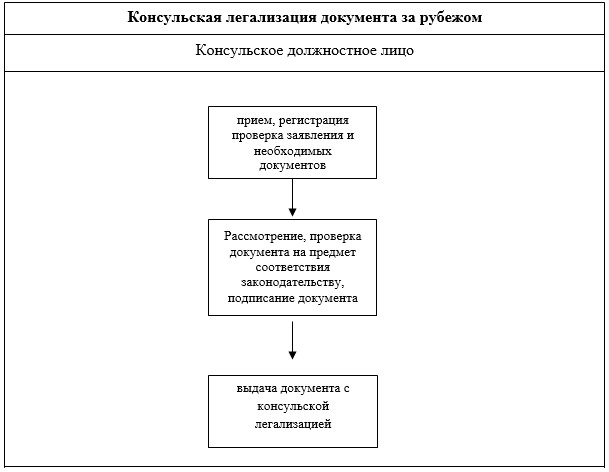 Консульская легализация документа за рубежом
Консульское должностное лицо
прием, регистрация
проверка заявления и
необходимых
документов
Рассмотрение, проверка
документа на предмет
соответствия
законодательству,
подписание документа
выдача документа с
консульской
легализацией